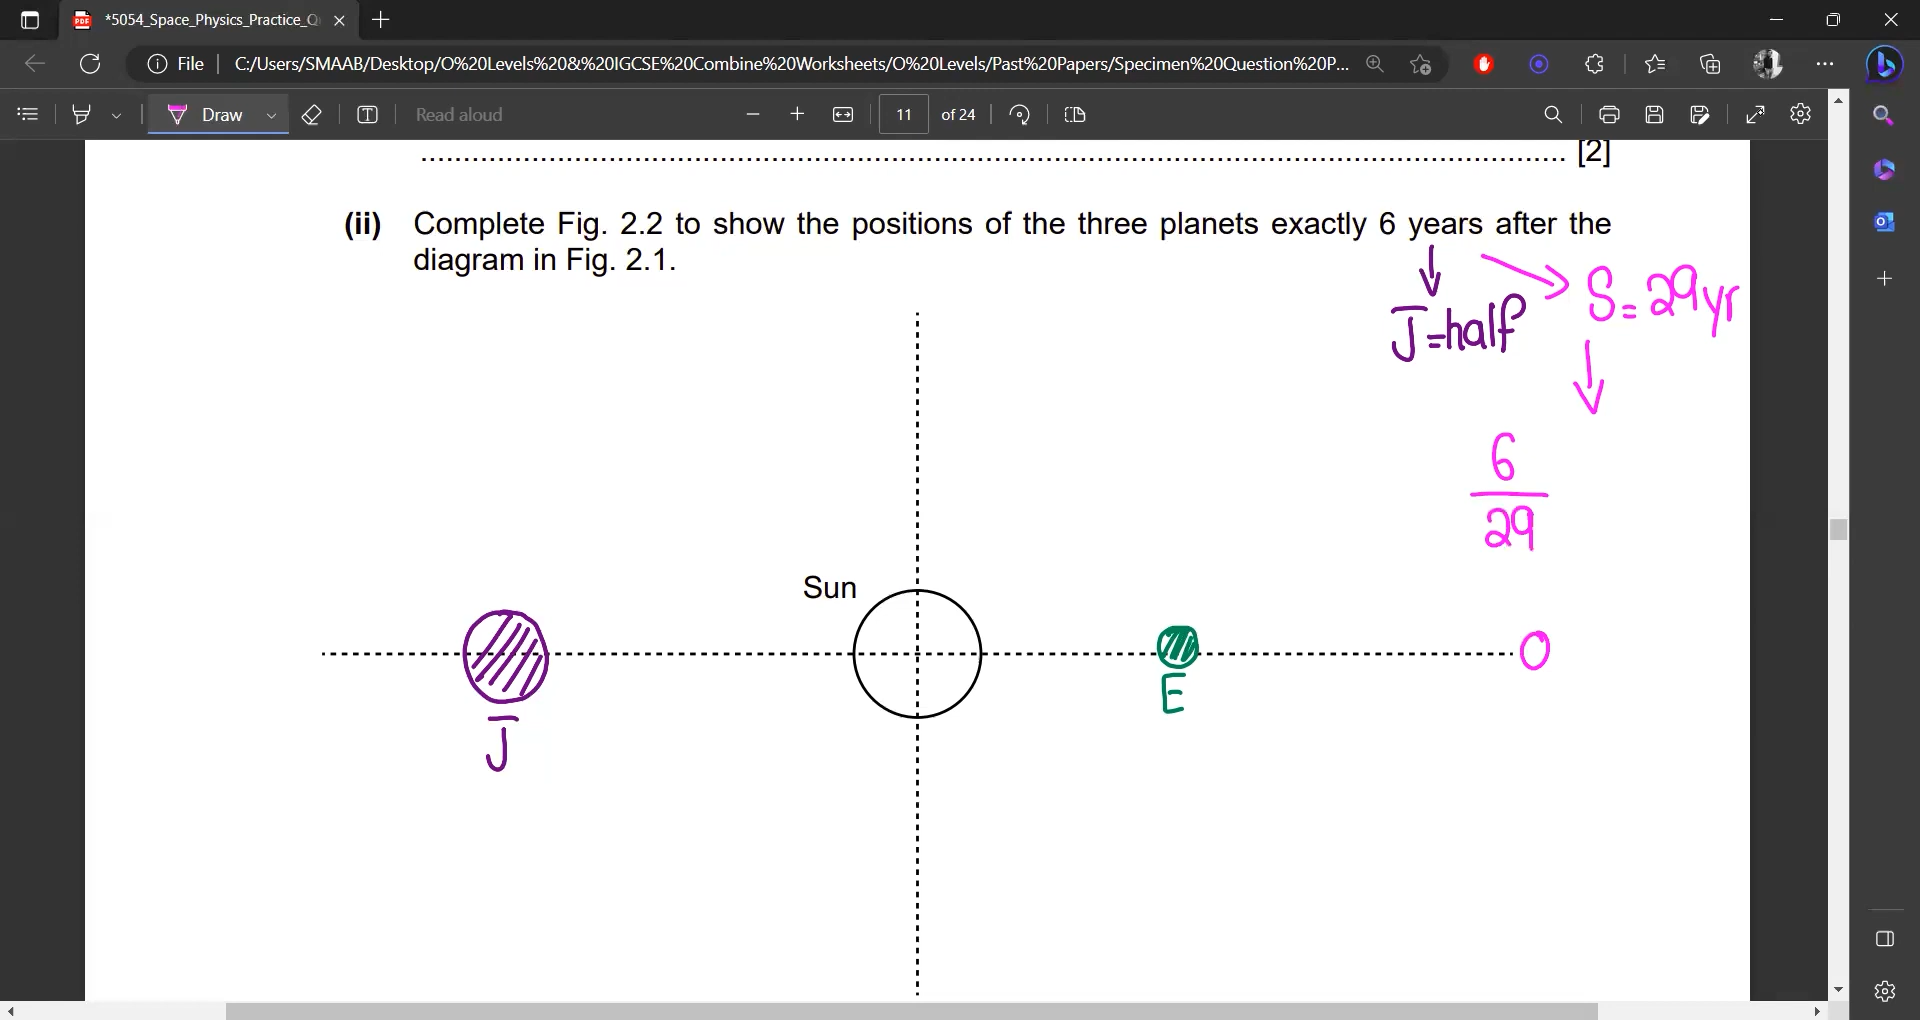 *5054_Space_Physics_Practice_Q
File
C:/Users/SMAAB/Desktop/O%20Levels%20&%20IGCSE%20Combine%20Worksheets/O%20Levels/Past%20Papers/Specimen%20Question%20P...
Draw
Read aloud
11 of 24
[2]
(ii) Complete Fig. 2.2 to show the positions of the three planets exactly 6 years after the
diagram in Fig. 2.1.
J=half
S=29yr
6
29
Sun
E
J